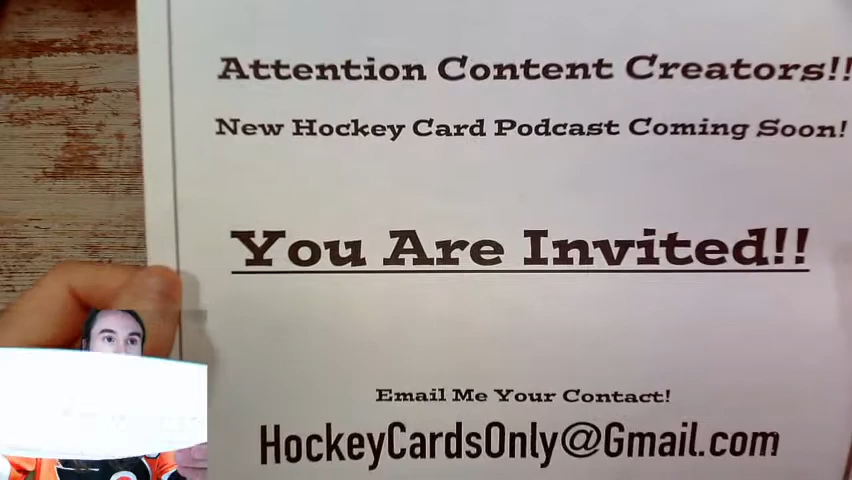 Attention Content Creators!!
New Hockey Card Podcast Coming Soon!
You Are Invited!!
Email Me Your Contact!
HockeyCardsOnly@Gmail.com